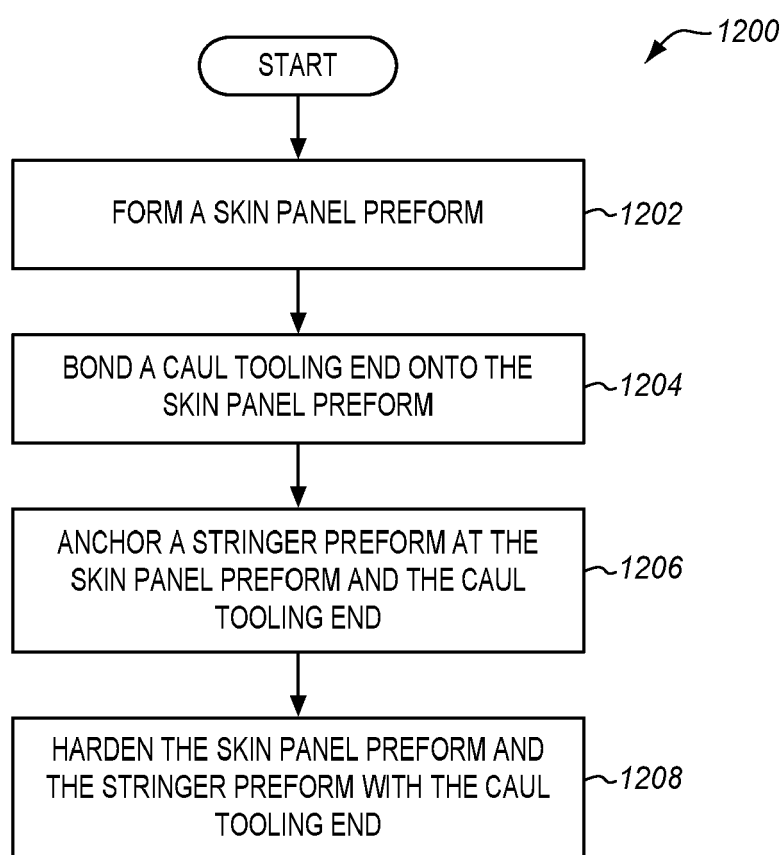 1200
START
FORM A SKIN PANEL PREFORM
1202
BOND A CAUL TOOLING END ONTO THE
SKIN PANEL PREFORM
1204
ANCHOR A STRINGER PREFORM AT THE
SKIN PANEL PREFORM AND THE CAUL
TOOLING END
1206
HARDEN THE SKIN PANEL PREFORM AND
THE STRINGER PREFORM WITH THE CAUL
TOOLING END
1208